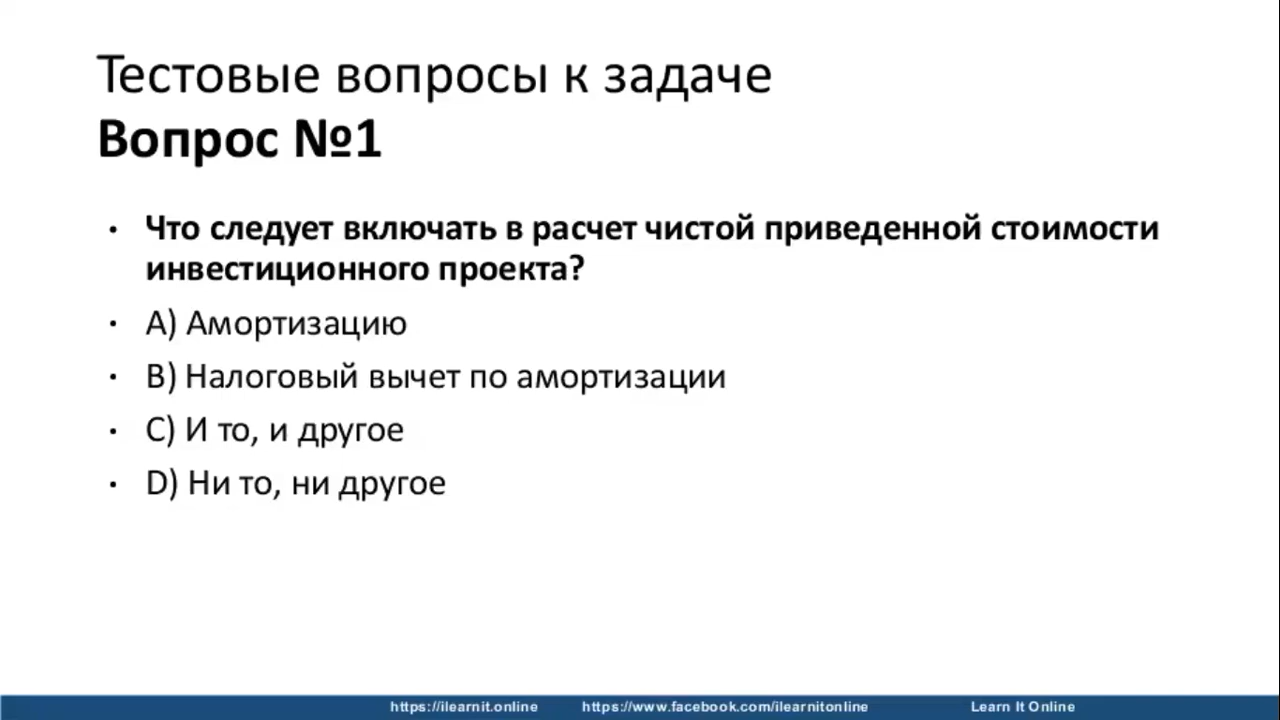 Тестовые вопросы к задаче
Вопрос №1
• Что следует включать в расчет чистой приведенной стоимости
инвестиционного проекта?
• A) Амортизацию
• B) Налоговый вычет по амортизации
• C) И то, и другое
• D) Ни то, ни другое
https://ilearnit.online https://www.facebook.com/ilearnitonline Learn It Online